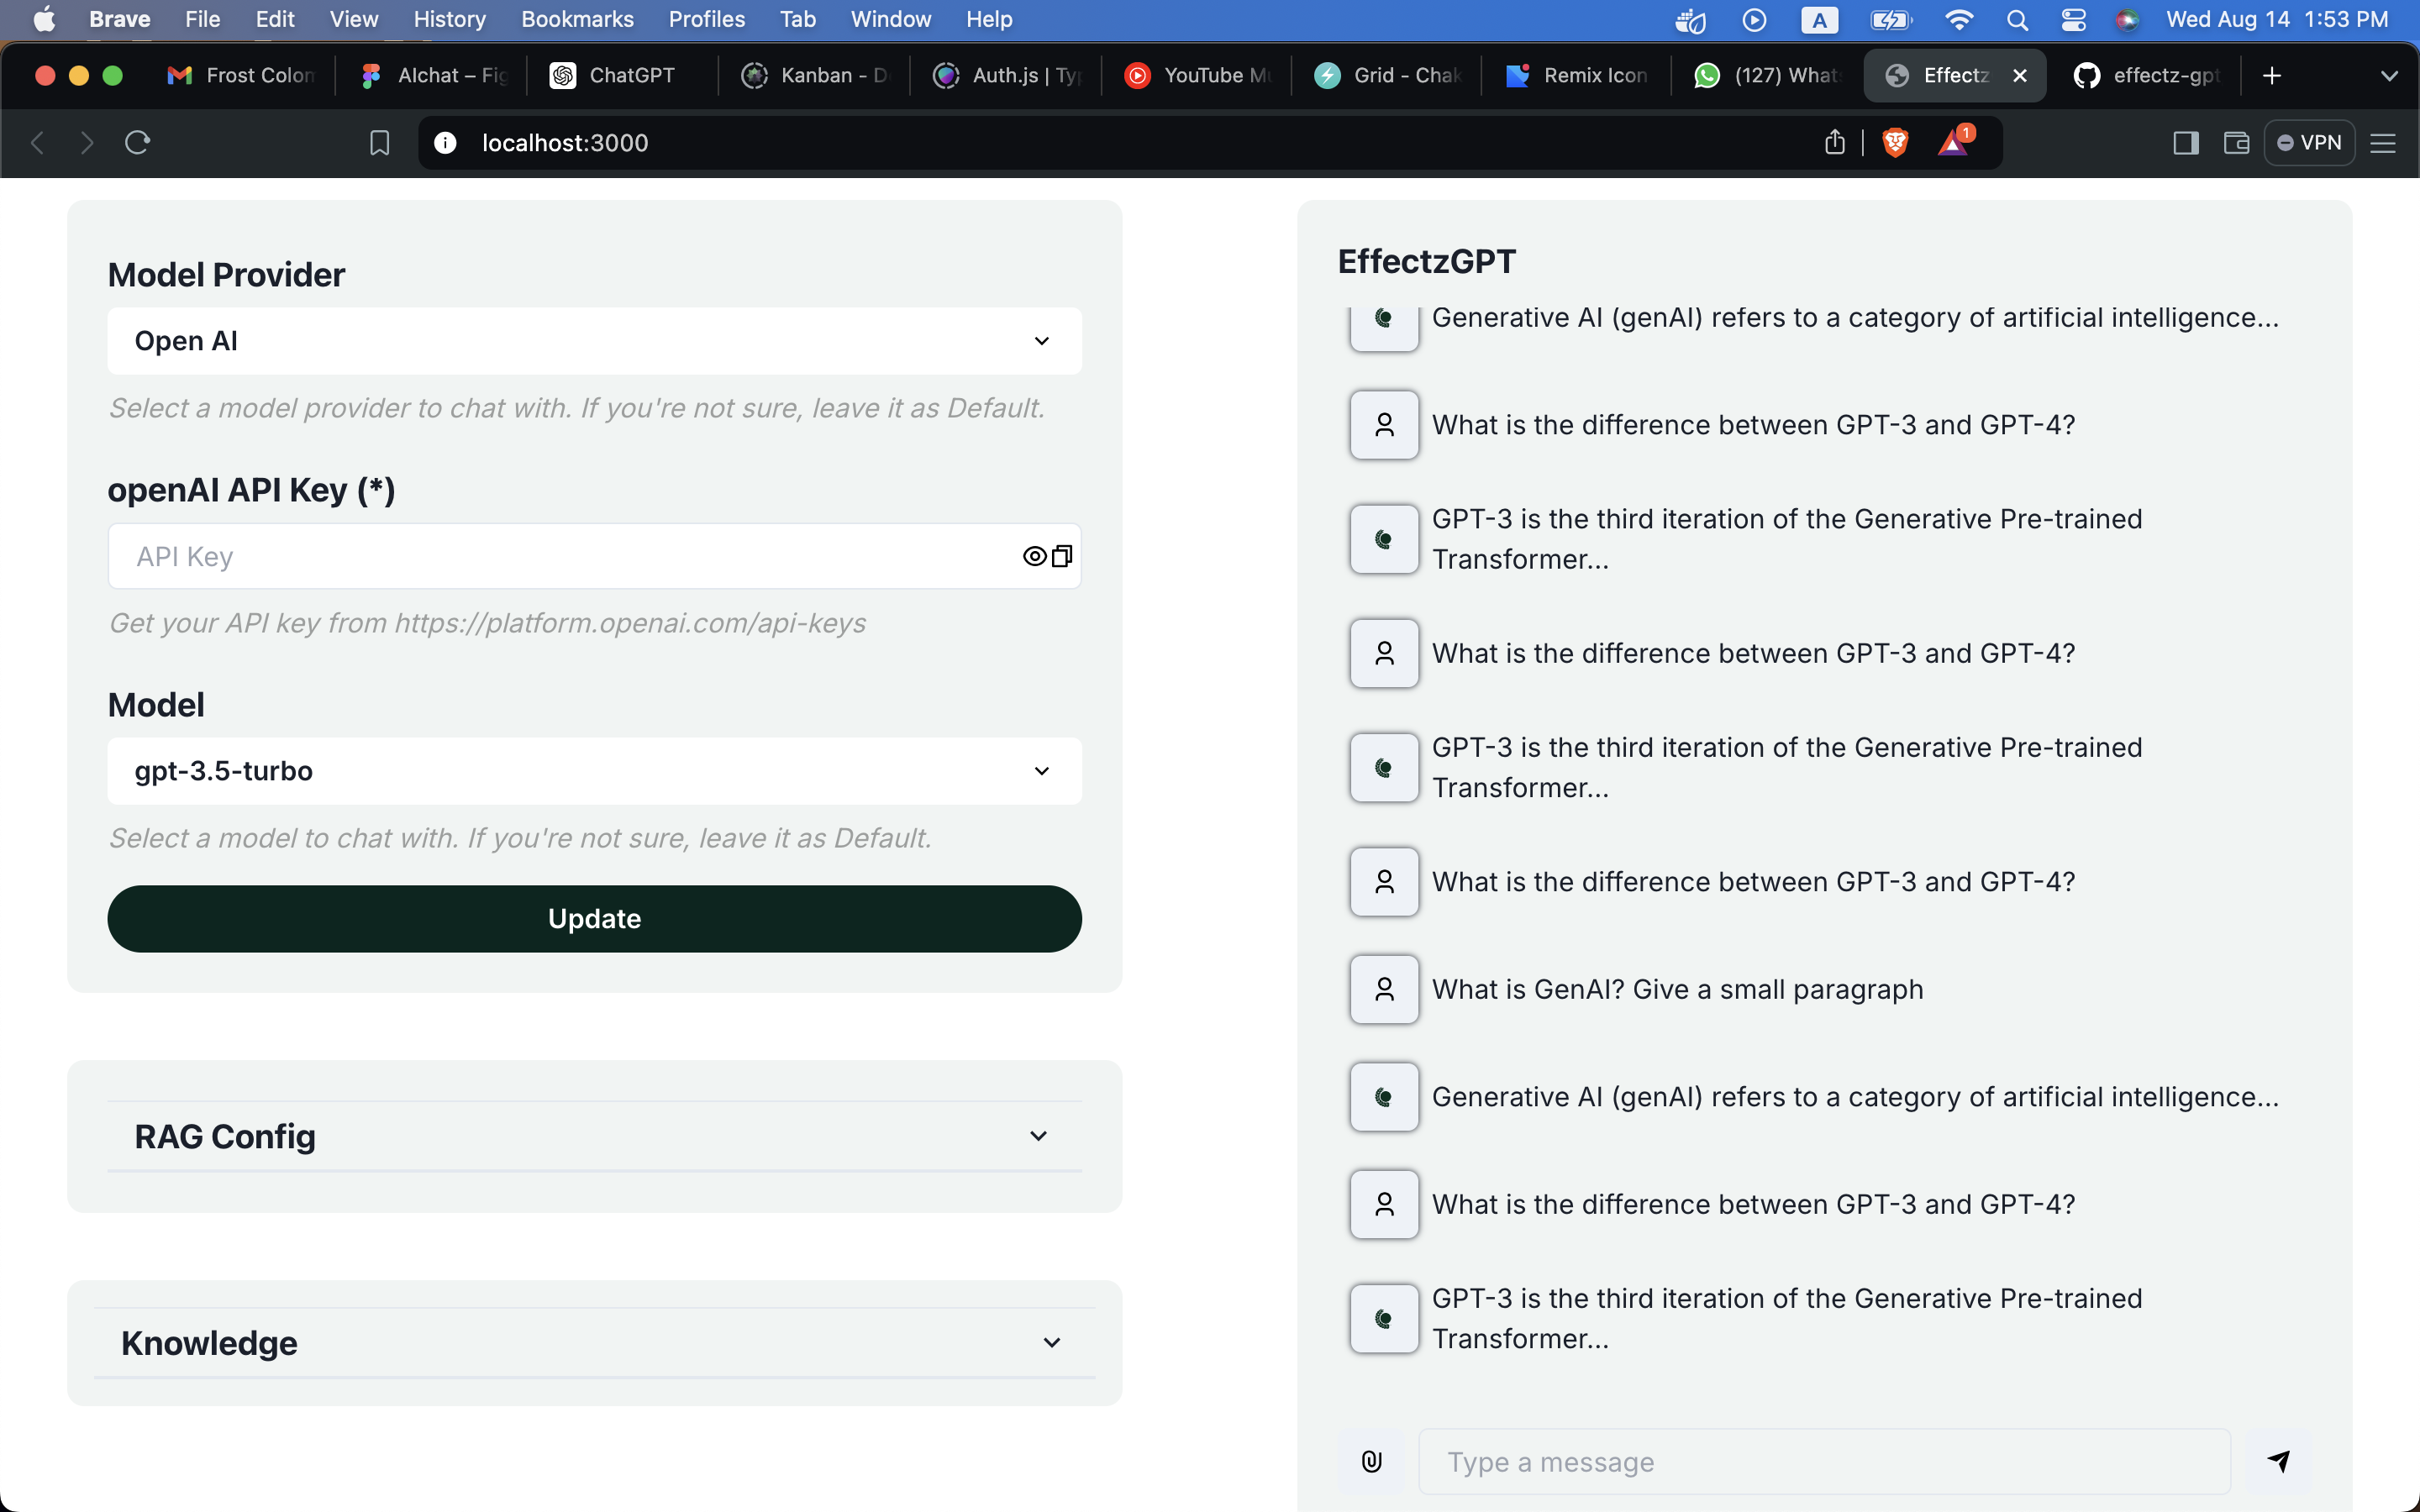 Brave File Edit View History Bookmarks Profiles Tab Window Help A Wed Aug 14 1:53 PM
Frost Colom AIchat – Fig ChatGPT Kanban - D Auth.js | Typ YouTube Mu Grid - Chak Remix Icon (127) What Effectz effectz-gpt
localhost:3000 1 VPN
Model Provider
Open AI
Select a model provider to chat with. If you're not sure, leave it as Default.
openAI API Key (*)
API Key
Get your API key from https://platform.openai.com/api-keys
Model
gpt-3.5-turbo
Select a model to chat with. If you're not sure, leave it as Default.
Update
RAG Config
Knowledge
EffectzGPT
Generative AI (genAI) refers to a category of artificial intelligence...
What is the difference between GPT-3 and GPT-4?
GPT-3 is the third iteration of the Generative Pre-trained
Transformer...
What is the difference between GPT-3 and GPT-4?
GPT-3 is the third iteration of the Generative Pre-trained
Transformer...
What is the difference between GPT-3 and GPT-4?
What is GenAI? Give a small paragraph
Generative AI (genAI) refers to a category of artificial intelligence...
What is the difference between GPT-3 and GPT-4?
GPT-3 is the third iteration of the Generative Pre-trained
Transformer...
Type a message